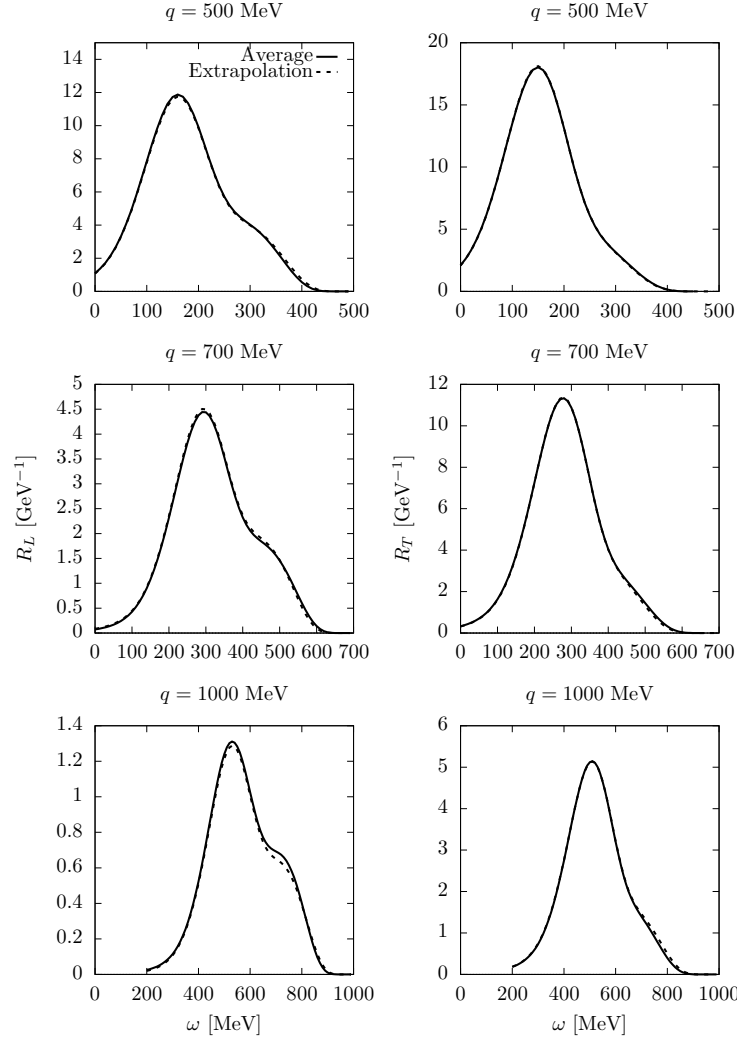 q = 500 MeV
14
12
10
8
6
4
2
0
0 100 200 300 400 500
Average
Extrapolation
q = 500 MeV
20
15
10
5
0
0 100 200 300 400 500
q = 700 MeV
R_L [GeV⁻¹]
5
4.5
4
3.5
3
2.5
2
1.5
1
0.5
0
0 100 200 300 400 500 600 700
q = 700 MeV
R_T [GeV⁻¹]
12
10
8
6
4
2
0
0 100 200 300 400 500 600 700
q = 1000 MeV
1.4
1.2
1
0.8
0.6
0.4
0.2
0
0 200 400 600 800 1000
ω [MeV]
q = 1000 MeV
6
5
4
3
2
1
0
0 200 400 600 800 1000
ω [MeV]